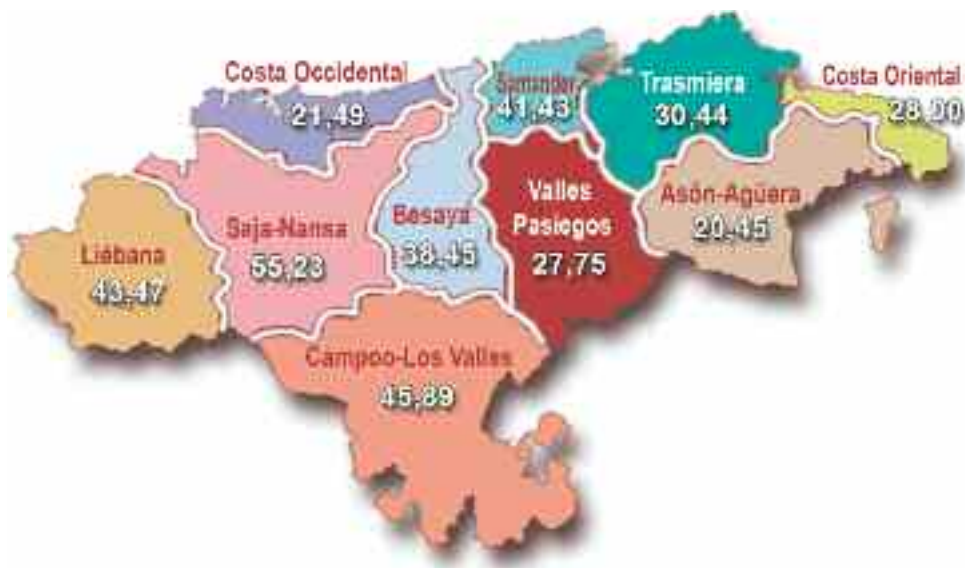 Costa Occidental
21,49
Santander
41,43
Trasmiera
30,44
Costa Oriental
28,00
Liébana
43,47
Saja-Nansa
55,23
Besaya
38,45
Valles
Pasiegos
27,75
Asón-Agüera
20,45
Campoo-Los Valles
45,89